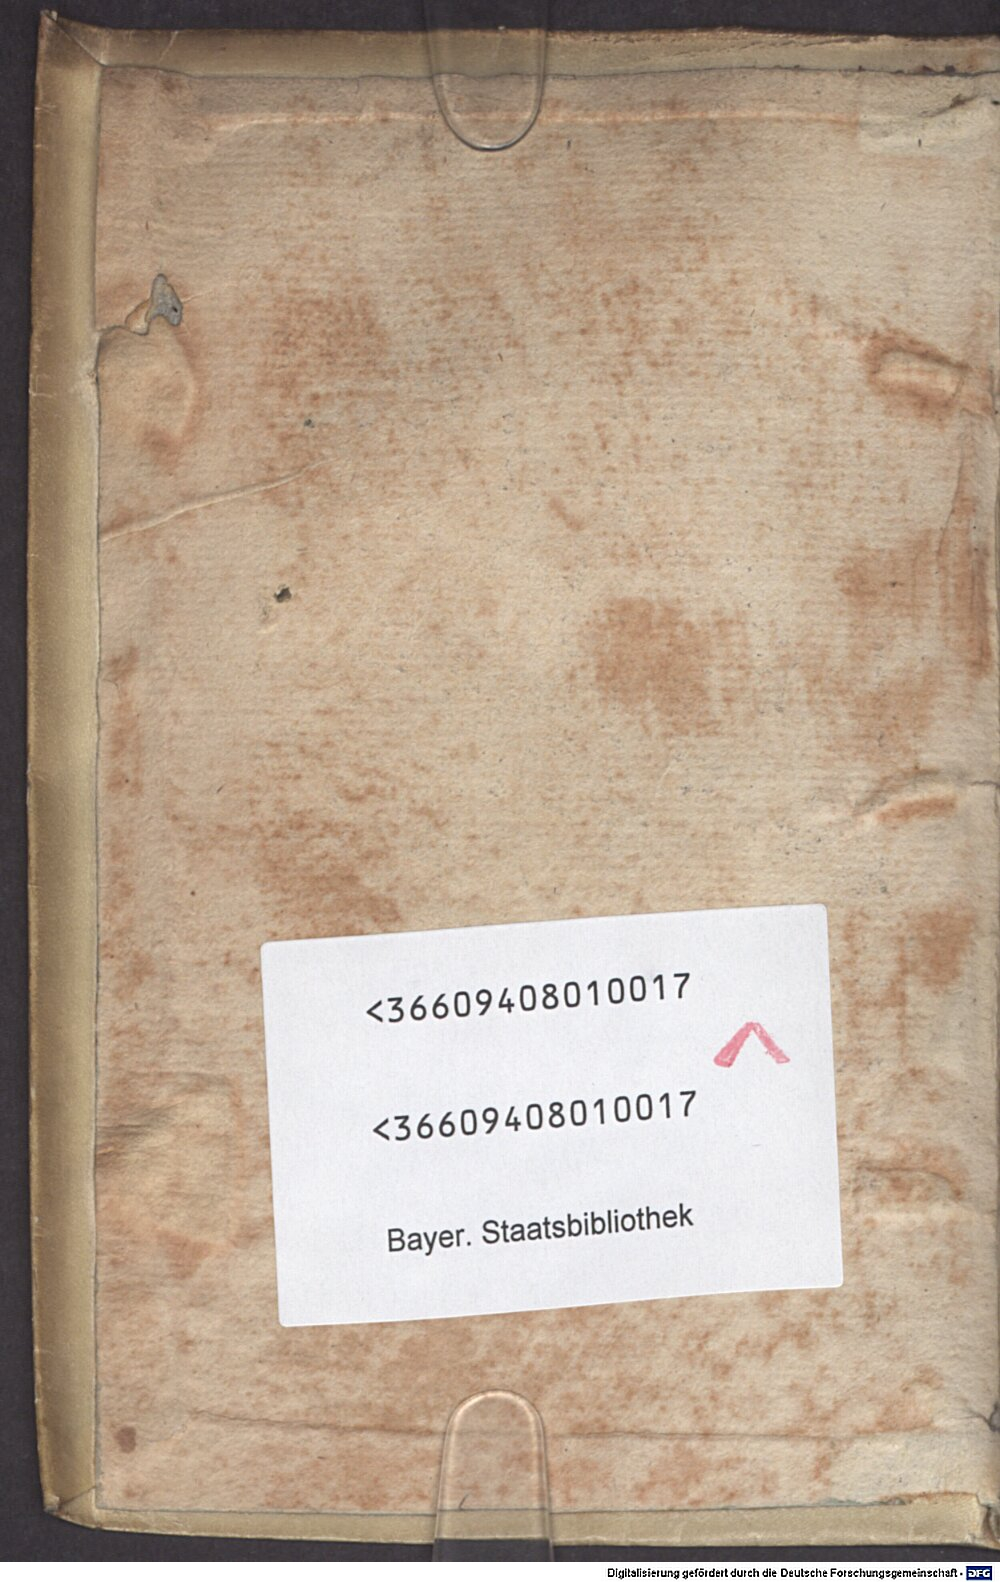 <36609408010017
<36609408010017
Bayer. Staatsbibliothek
Digitalisierung gefördert durch die Deutsche Forschungsgemeinschaft - DFG